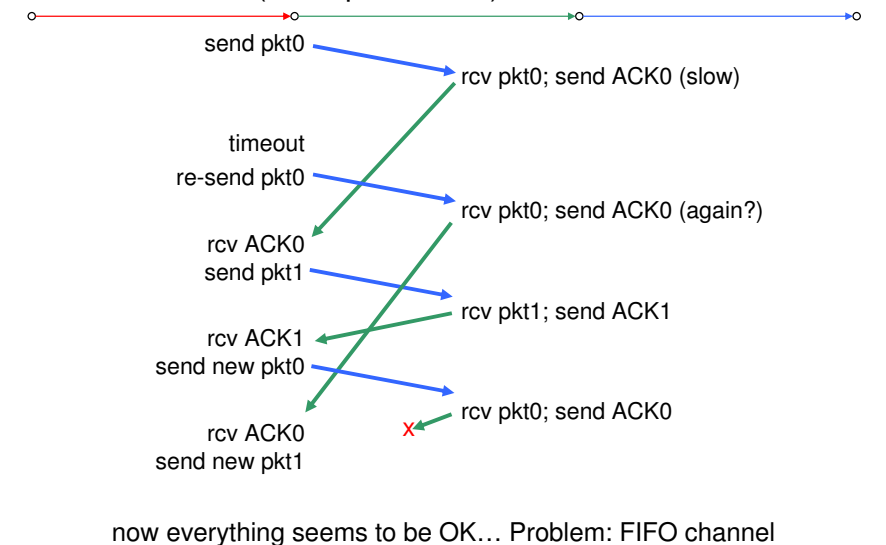 send pkt0
rcv pkt0; send ACK0 (slow)
timeout
re-send pkt0
rcv pkt0; send ACK0 (again?)
rcv ACK0
send pkt1
rcv pkt1; send ACK1
rcv ACK1
send new pkt0
rcv pkt0; send ACK0
X
rcv ACK0
send new pkt1
now everything seems to be OK… Problem: FIFO channel